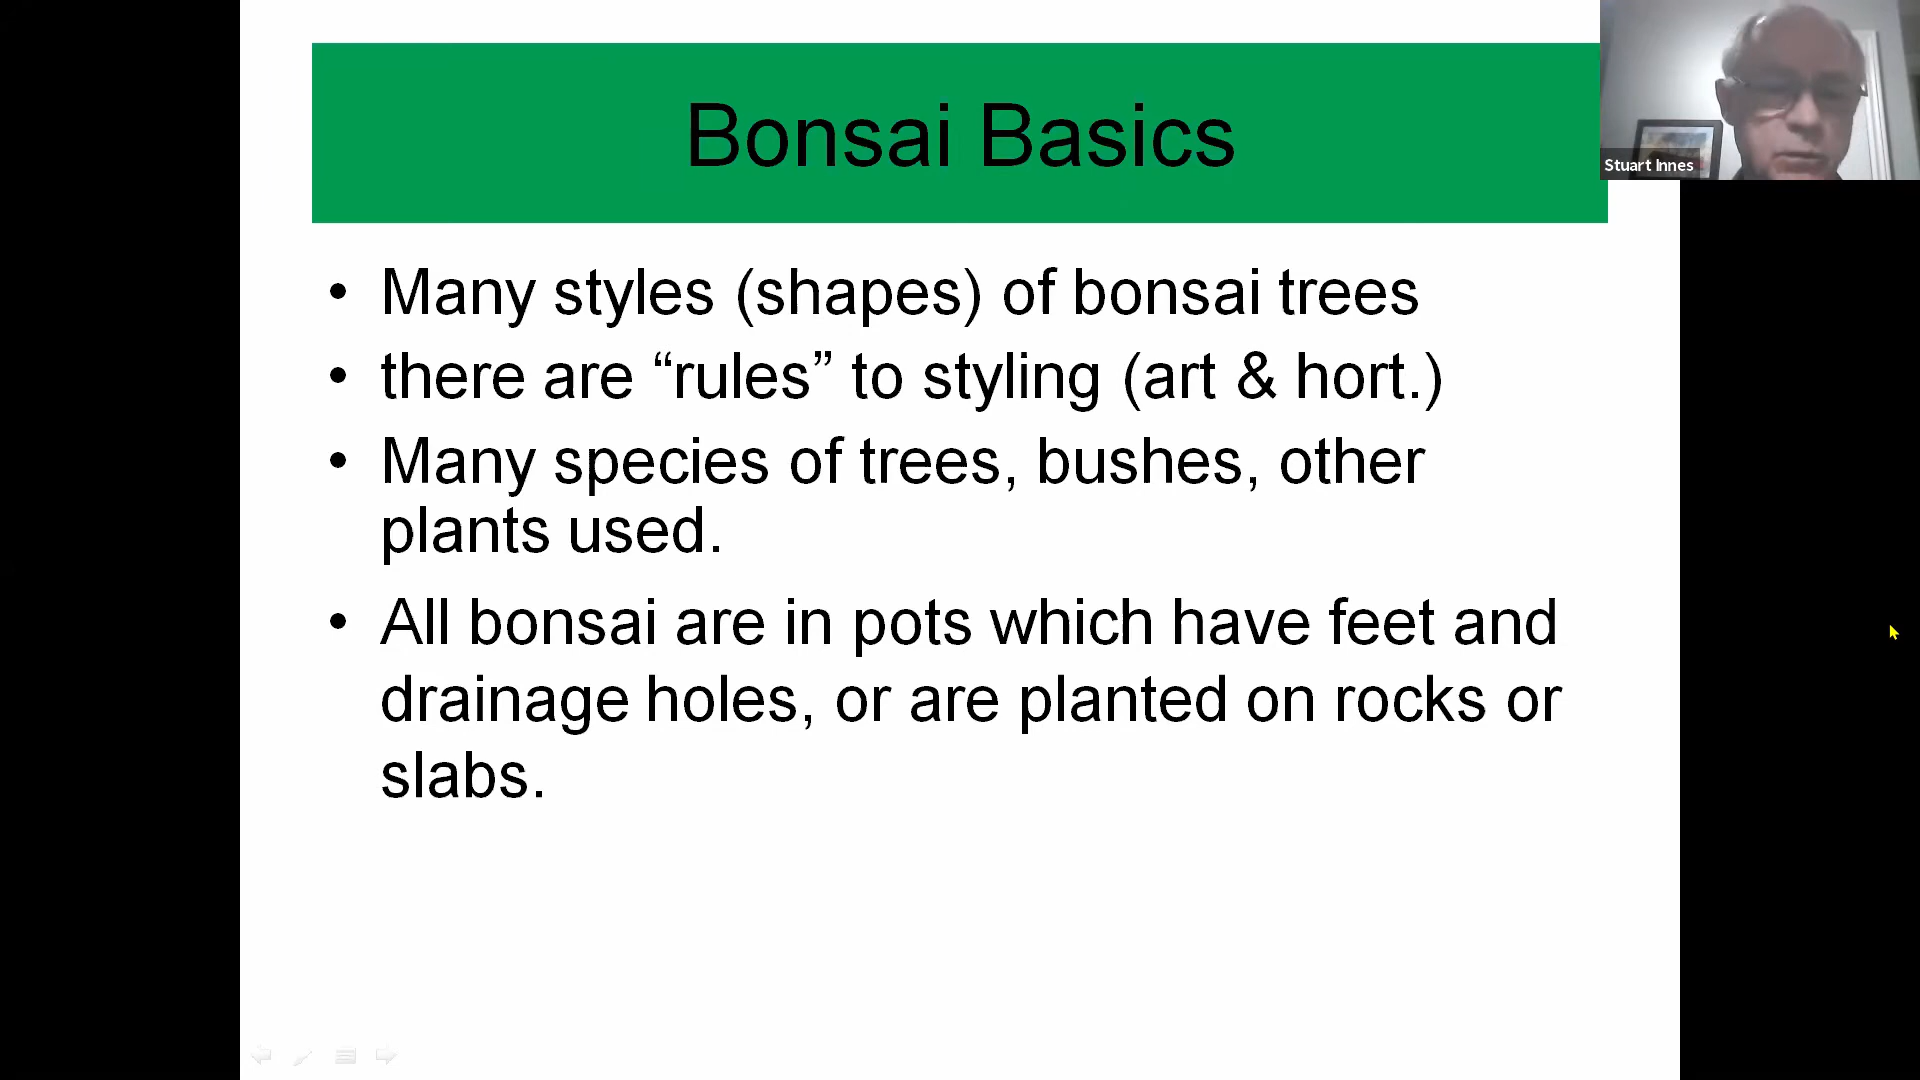 Bonsai Basics
Stuart Innes
• Many styles (shapes) of bonsai trees
• there are “rules” to styling (art & hort.)
• Many species of trees, bushes, other
plants used.
• All bonsai are in pots which have feet and
drainage holes, or are planted on rocks or
slabs.